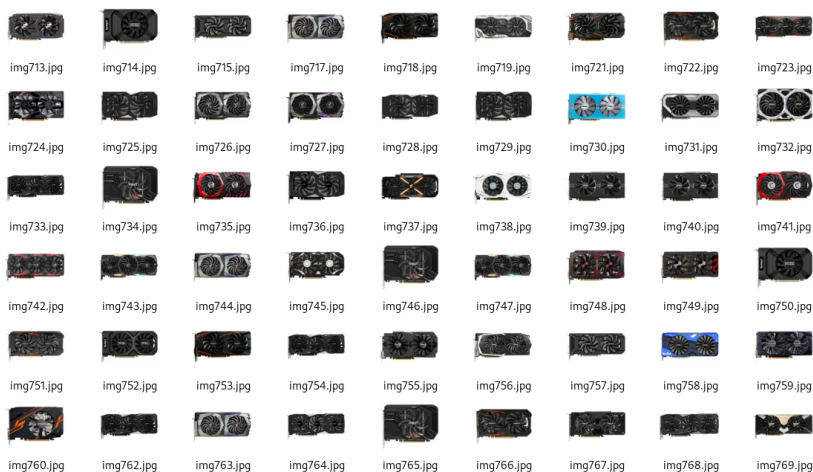 img713.jpg img714.jpg img715.jpg img717.jpg img718.jpg img719.jpg img721.jpg img722.jpg img723.jpg
img724.jpg img725.jpg img726.jpg img727.jpg img728.jpg img729.jpg img730.jpg img731.jpg img732.jpg
img733.jpg img734.jpg img735.jpg img736.jpg img737.jpg img738.jpg img739.jpg img740.jpg img741.jpg
img742.jpg img743.jpg img744.jpg img745.jpg img746.jpg img747.jpg img748.jpg img749.jpg img750.jpg
img751.jpg img752.jpg img753.jpg img754.jpg img755.jpg img756.jpg img757.jpg img758.jpg img759.jpg
img760.jpg img762.jpg img763.jpg img764.jpg img765.jpg img766.jpg img767.jpg img768.jpg img769.jpg